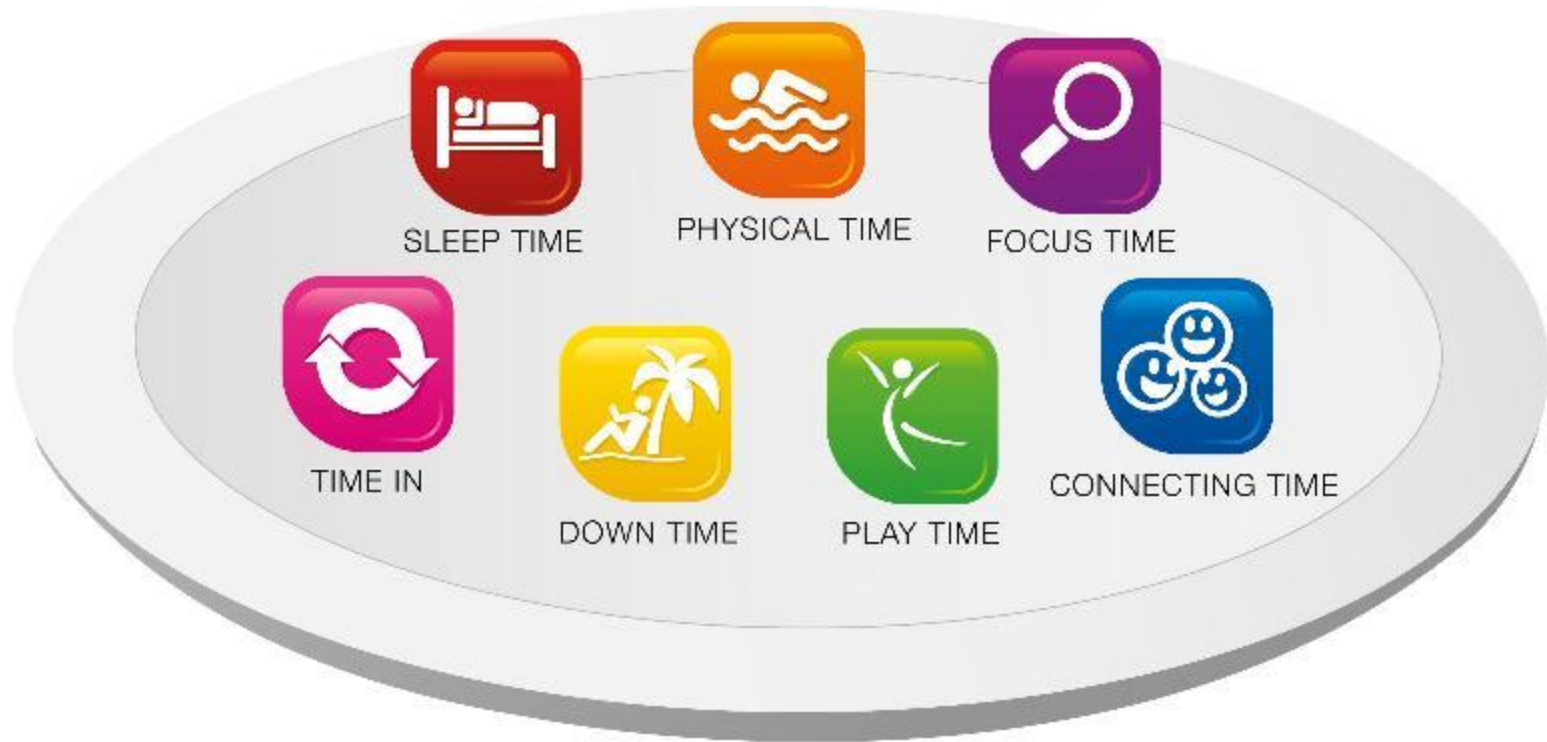 SLEEP TIME
PHYSICAL TIME
FOCUS TIME
TIME IN
DOWN TIME
PLAY TIME
CONNECTING TIME